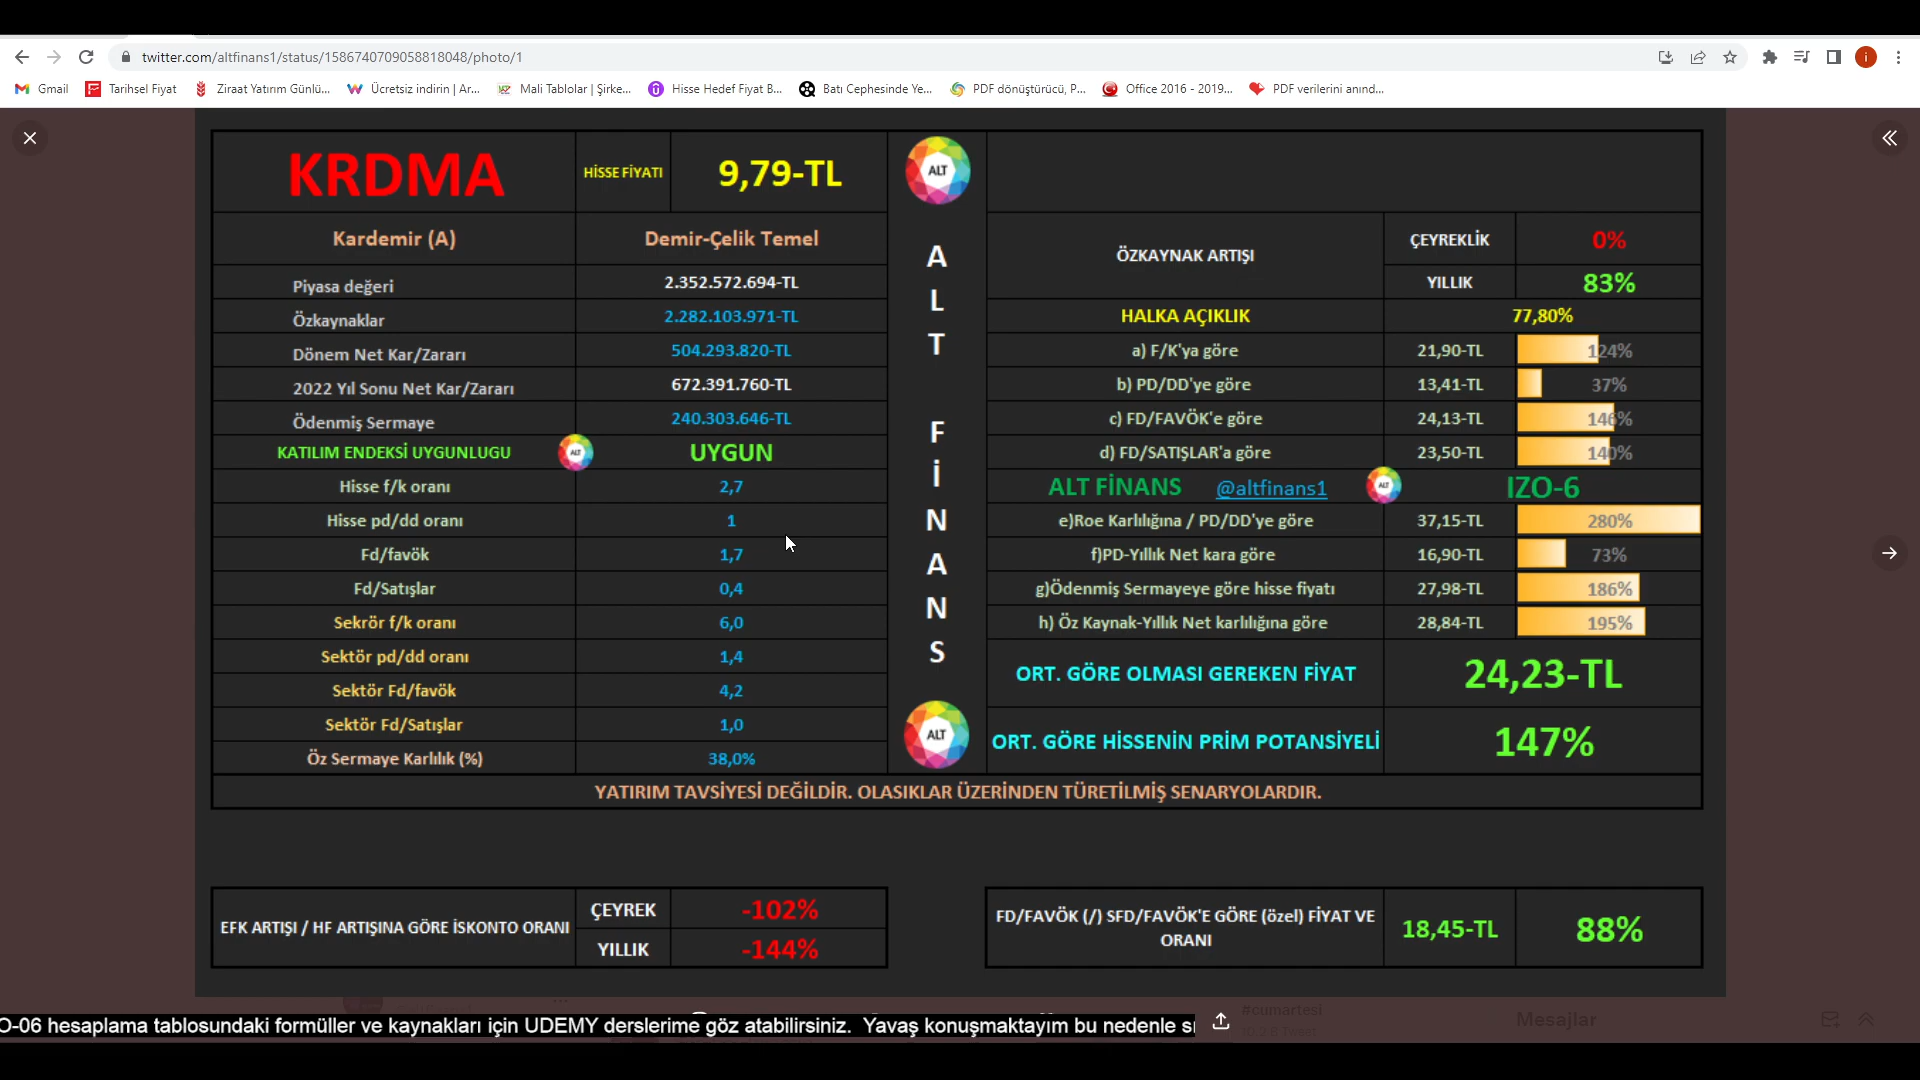 twitter.com/altfinans1/status/1586740709058818048/photo/1
i
Gmail
Tarihsel Fiyat
Ziraat Yatırım Günlü...
Ücretsiz indirin | Ar...
Mali Tablolar | Şirke...
Hisse Hedef Fiyat B...
Batı Cephesinde Ye...
PDF dönüştürücü, P...
Office 2016 - 2019...
PDF verilerini anınd...
KRDMA
HİSSE FİYATI
9,79-TL
ALT
Kardemir (A)
Demir-Çelik Temel
Piyasa değeri
2.352.572.694-TL
Özkaynaklar
2.282.103.971-TL
Dönem Net Kar/Zararı
504.293.820-TL
2022 Yıl Sonu Net Kar/Zararı
672.391.760-TL
Ödenmiş Sermaye
240.303.646-TL
KATILIM ENDEKSİ UYGUNLUGU
ALT
UYGUN
Hisse f/k oranı
2,7
Hisse pd/dd oranı
1
Fd/favök
1,7
Fd/Satışlar
0,4
Sekrör f/k oranı
6,0
Sektör pd/dd oranı
1,4
Sektör Fd/favök
4,2
Sektör Fd/Satışlar
1,0
Öz Sermaye Karlılık (%)
38,0%
A
L
T
F
İ
N
A
N
S
ALT
ÖZKAYNAK ARTIŞI
ÇEYREKLİK
0%
YILLIK
83%
HALKA AÇIKLIK
77,80%
a) F/K'ya göre
21,90-TL
124%
b) PD/DD'ye göre
13,41-TL
37%
c) FD/FAVÖK'e göre
24,13-TL
146%
d) FD/SATIŞLAR'a göre
23,50-TL
140%
ALT FİNANS
@altfinans1
ALT
IZO-6
e)Roe Karlılığına / PD/DD'ye göre
37,15-TL
280%
f)PD-Yıllık Net kara göre
16,90-TL
73%
g)Ödenmiş Sermayeye göre hisse fiyatı
27,98-TL
186%
h) Öz Kaynak-Yıllık Net karlılığına göre
28,84-TL
195%
ORT. GÖRE OLMASI GEREKEN FİYAT
24,23-TL
ORT. GÖRE HİSSENİN PRİM POTANSİYELİ
147%
YATIRIM TAVSİYESİ DEĞİLDİR. OLASIKLAR ÜZERİNDEN TÜRETİLMİŞ SENARYOLARDIR.
EFK ARTIŞI / HF ARTIŞINA GÖRE İSKONTO ORANI
ÇEYREK
-102%
YILLIK
-144%
FD/FAVÖK (/) SFD/FAVÖK'E GÖRE (özel) FİYAT VE
ORANI
18,45-TL
88%
O-06 hesaplama tablosundaki formüller ve kaynakları için UDEMY derslerime göz atabilirsiniz. Yavaş konuşmaktayım bu nedenle
#cumartesi
Mesajlar